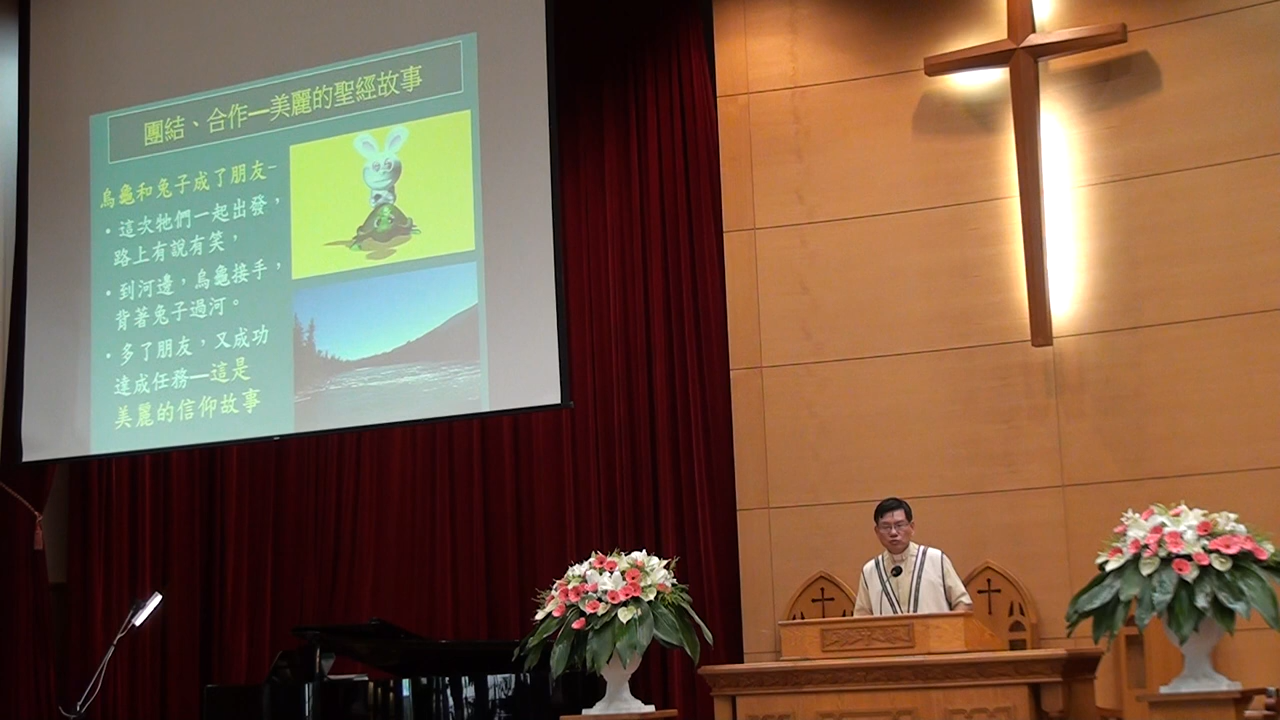 團結、合作—美麗的聖經故事
烏龜和兔子成了朋友-
• 這次牠們一起出發，
路上有說有笑，
• 到河邊，烏龜接手，
背著兔子過河。
• 多了朋友，又成功
達成任務—這是
美麗的信仰故事